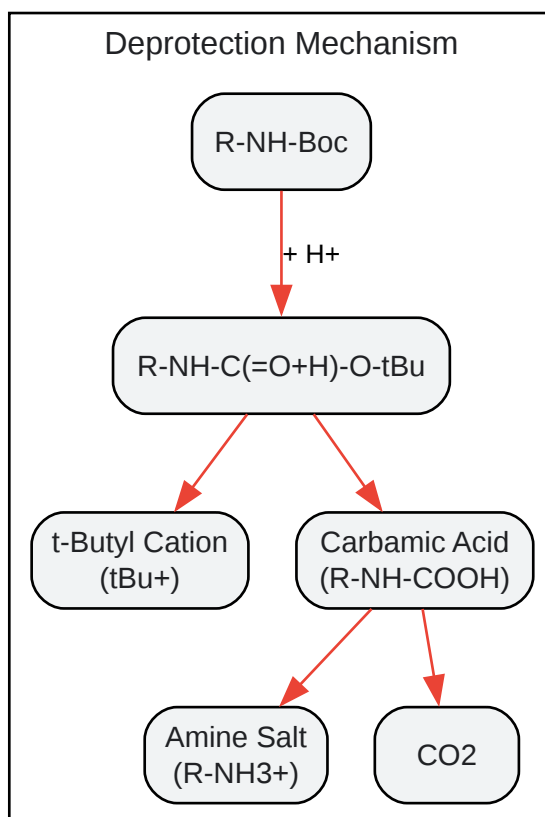 Deprotection Mechanism
R-NH-Boc
+ H+
R-NH-C(=O+H)-O-tBu
t-Butyl Cation
(tBu+)
Carbamic Acid
(R-NH-COOH)
Amine Salt
(R-NH3+)
CO2